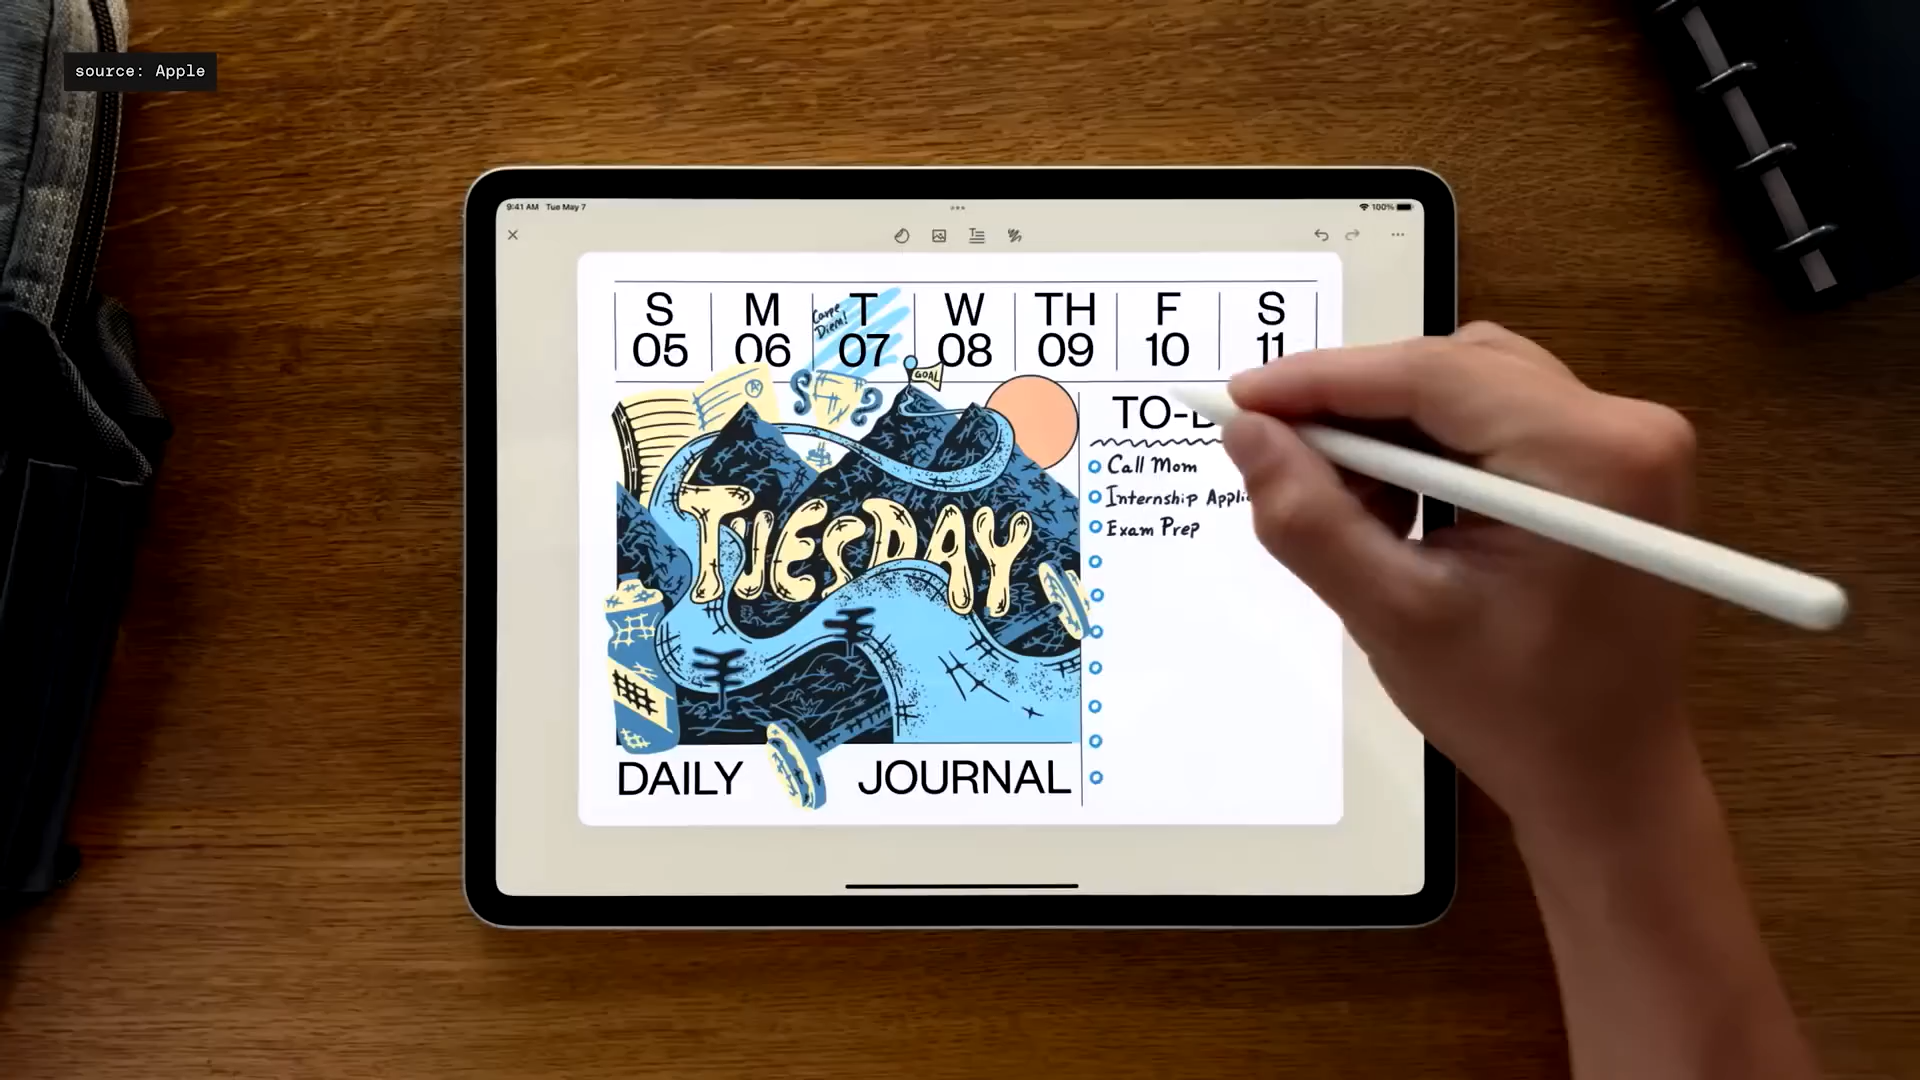 source: Apple
9:41 AM Tue May 7
100%
S M T W TH F S
Carpe
Diem!
05 06 07 08 09 10 11
GOAL
A+
TO-D
Call Mom
Internship Applic
Exam Prep
TUESDAY
DAILY JOURNAL